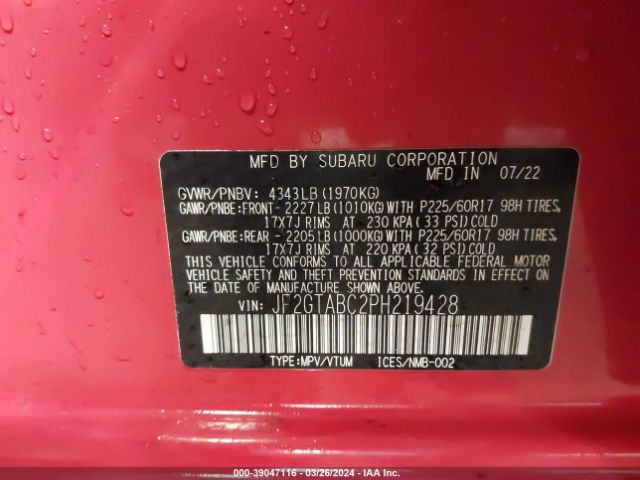 MFD BY SUBARU CORPORATION
MFD IN 07/22
GVWR/PNBV: 4343LB(1970KG)
GAWR/PNBE:FRONT-2227LB(1010KG)WITH P225/60R17 98H TIRES,
17X7J RIMS AT 230 KPA(33 PSI)COLD
GAWR/PNBE:REAR -2205LB(1000KG)WITH P225/60R17 98H TIRES,
17X7J RIMS AT 220 KPA(32 PSI)COLD
THIS VEHICLE CONFORMS TO ALL APPLICABLE FEDERAL MOTOR
VEHICLE SAFETY AND THEFT PREVENTION STANDARDS IN EFFECT
ON THE DATE OF MANUFACTURE SHOWN ABOVE.
VIN: JF2GTABC2PH219428
TYPE:MPV/VTUM ICES/NMB-002
000-39047116 - 03/26/2024 - IAA Inc.